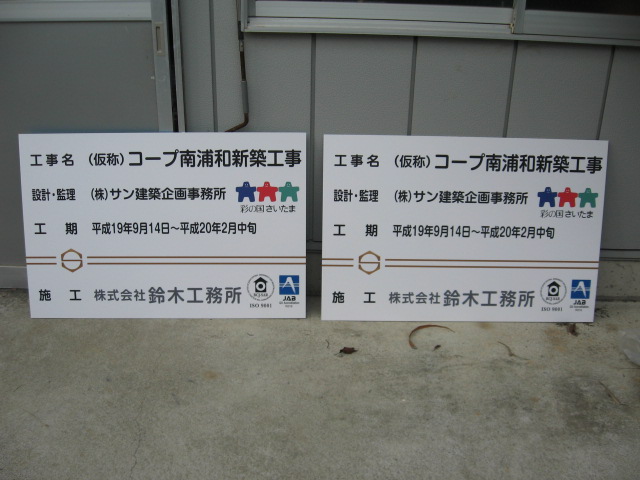 工事名 (仮称)コープ南浦和新築工事
設計・監理 (株)サン建築企画事務所
彩の国 さいたま
工期 平成19年9月14日〜平成20年2月中旬
施工 株式会社 鈴木工務所
ISO 9001
JAB
工事名 (仮称)コープ南浦和新築工事
設計・監理 (株)サン建築企画事務所
彩の国 さいたま
工期 平成19年9月14日〜平成20年2月中旬
施工 株式会社 鈴木工務所
ISO 9001
JAB